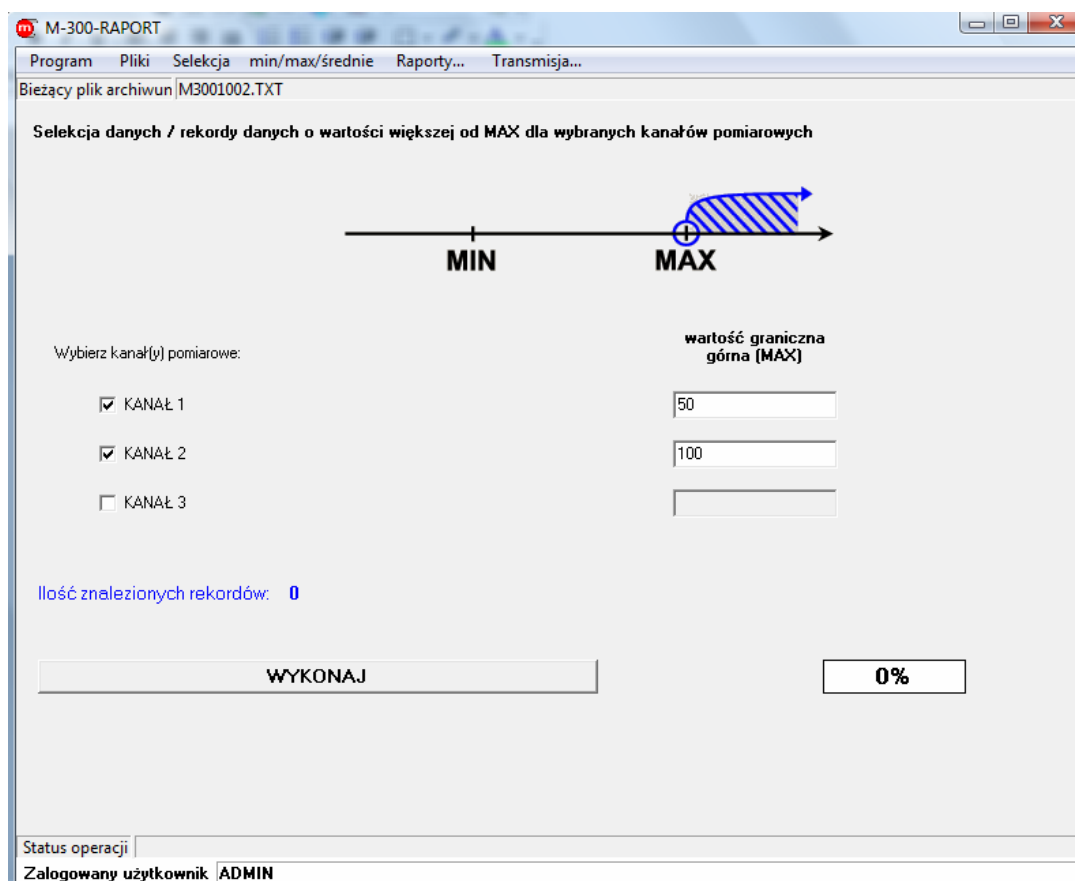 M-300-RAPORT
Program Pliki Selekcja min/max/średnie Raporty... Transmisja...
Bieżący plik archiwun M3001002.TXT
Selekcja danych / rekordy danych o wartości większej od MAX dla wybranych kanałów pomiarowych
MIN MAX
Wybierz kanał(y) pomiarowe:
wartość graniczna
górna (MAX)
KANAŁ 1 50
KANAŁ 2 100
KANAŁ 3
Ilość znalezionych rekordów: 0
WYKONAJ 0%
Status operacji
Zalogowany użytkownik ADMIN